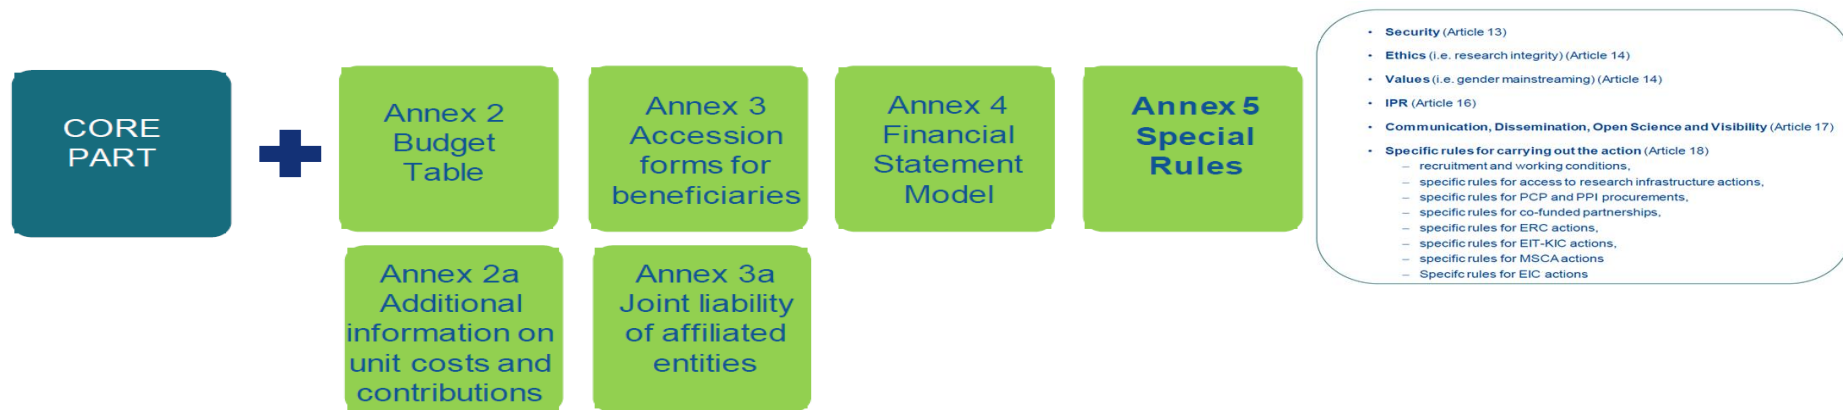 CORE
PART
Annex 2
Budget
Table
Annex 3
Accession
forms for
beneficiaries
Annex 4
Financial
Statement
Model
Annex 5
Special
Rules
Annex 2a
Additional
information on
unit costs and
contributions
Annex 3a
Joint liability
of affiliated
entities
• Security (Article 13)
• Ethics (i.e. research integrity) (Article 14)
• Values (i.e. gender mainstreaming) (Article 14)
• IPR (Article 16)
• Communication, Dissemination, Open Science and Visibility (Article 17)
• Specific rules for carrying out the action (Article 18)
– recruitment and working conditions,
– specific rules for access to research infrastructure actions,
– specific rules for PCP and PPI procurements,
– specific rules for co-funded partnerships,
– specific rules for ERC actions,
– specific rules for EIT-KIC actions,
– specific rules for MSCA actions
– Specifc rules for EIC actions